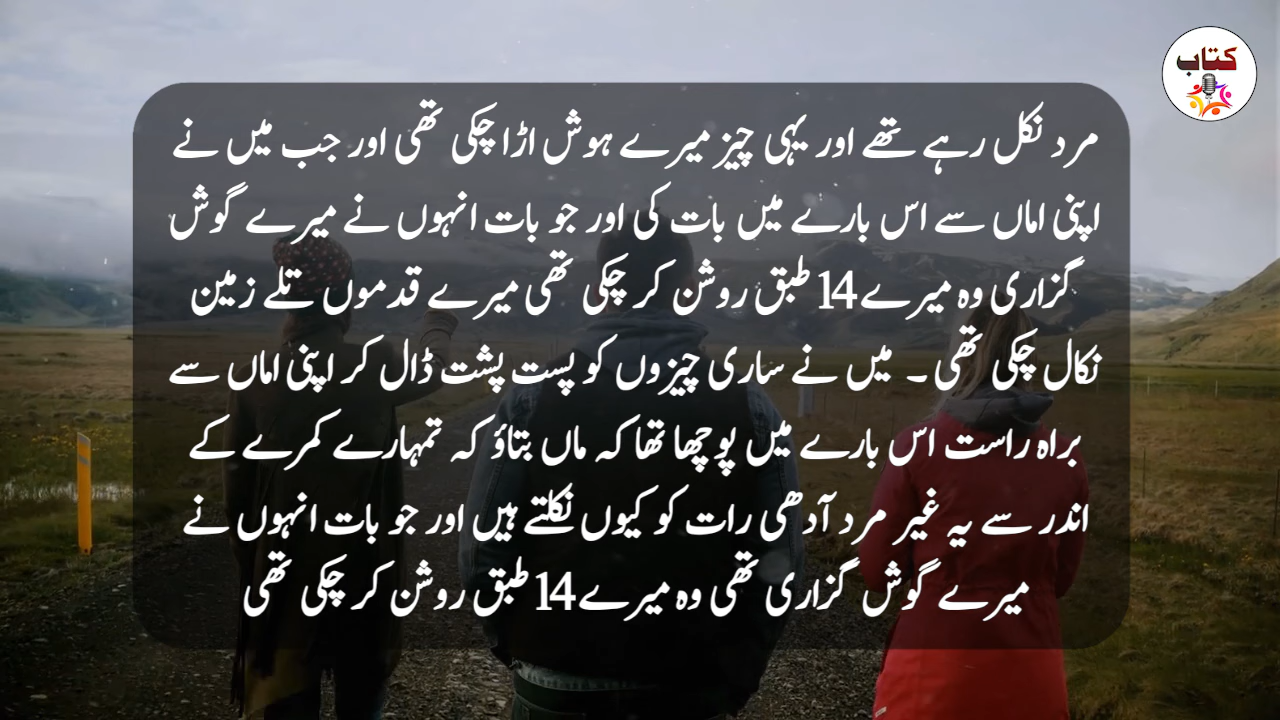 کتاب
مرد نکل رہے تھے اور یہی چیز میرے ہوش اڑا چکی تھی اور جب میں نے
اپنی اماں سے اس بارے میں بات کی اور جو بات انہوں نے میرے گوش
گزاری وہ میرے 14 طبق روشن کر چکی تھی میرے قدموں تلے زمین
نکال چکی تھی ۔ میں نے ساری چیزوں کو پست پشت ڈال کر اپنی اماں سے
براہ راست اس بارے میں پوچھا تھا کہ ماں بتاؤ کہ تمہارے کمرے کے
اندر سے یہ غیر مرد آدھی رات کو کیوں نکلتے ہیں اور جو بات انہوں نے
میرے گوش گزاری تھی وہ میرے 14 طبق روشن کر چکی تھی